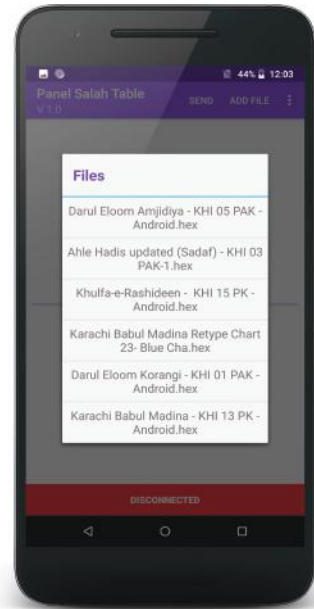 44% 12:03
Panel Salah Table
V 1.0
SEND ADD FILE
Files
Darul Eloom Amjidiya - KHI 05 PAK -
Android.hex
Ahle Hadis updated (Sadaf) - KHI 03
PAK-1.hex
Khulfa-e-Rashideen - KHI 15 PK -
Android.hex
Karachi Babul Madina Retype Chart
23- Blue Cha.hex
Darul Eloom Korangi - KHI 01 PAK -
Android.hex
Karachi Babul Madina - KHI 13 PK -
Android.hex
DISCONNECTED